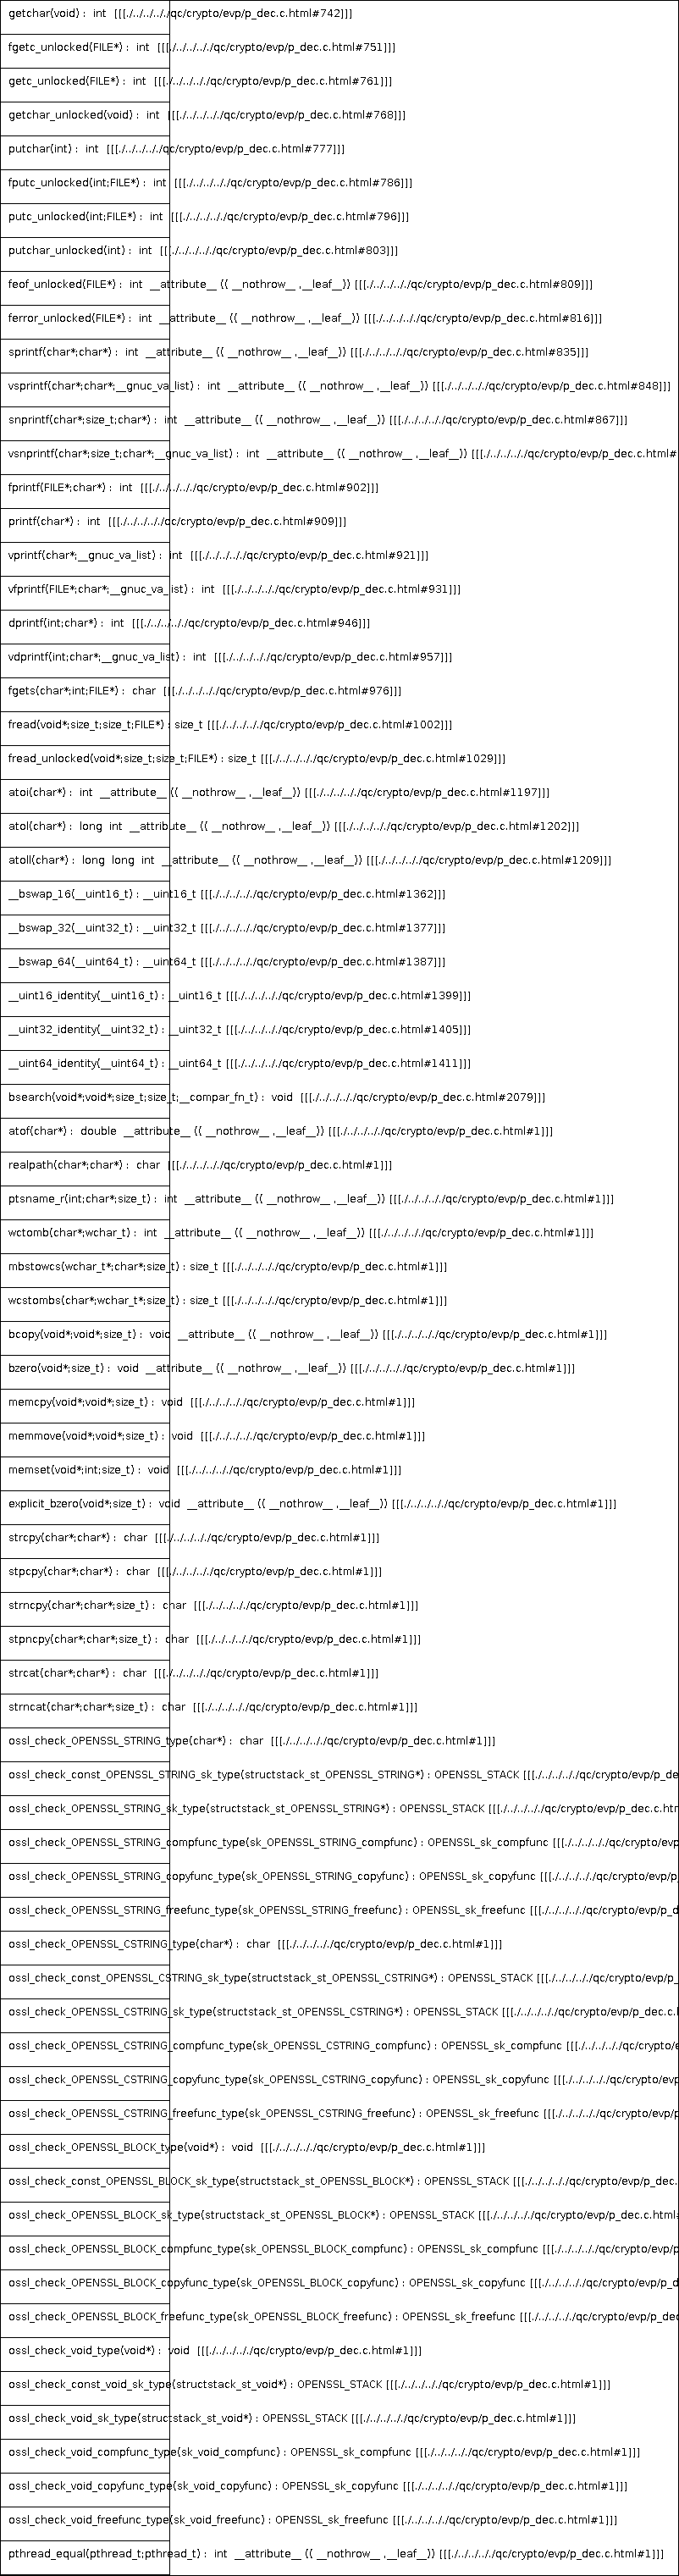 getchar(void) : int [[[./../../../qc/crypto/evp/p_dec.c.html#742]]]
fgetc_unlocked(FILE*) : int [[[./../../../qc/crypto/evp/p_dec.c.html#751]]]
getc_unlocked(FILE*) : int [[[./../../../qc/crypto/evp/p_dec.c.html#761]]]
getchar_unlocked(void) : int [[[./../../../qc/crypto/evp/p_dec.c.html#768]]]
putchar(int) : int [[[./../../../qc/crypto/evp/p_dec.c.html#777]]]
fputc_unlocked(int;FILE*) : int [[[./../../../qc/crypto/evp/p_dec.c.html#786]]]
putc_unlocked(int;FILE*) : int [[[./../../../qc/crypto/evp/p_dec.c.html#796]]]
putchar_unlocked(int) : int [[[./../../../qc/crypto/evp/p_dec.c.html#803]]]
feof_unlocked(FILE*) : int __attribute__ (( __nothrow__ ,__leaf__)) [[[./../../../qc/crypto/evp/p_dec.c.html#809]]]
ferror_unlocked(FILE*) : int __attribute__ (( __nothrow__ ,__leaf__)) [[[./../../../qc/crypto/evp/p_dec.c.html#816]]]
sprintf(char*;char*) : int __attribute__ (( __nothrow__ ,__leaf__)) [[[./../../../qc/crypto/evp/p_dec.c.html#835]]]
vsprintf(char*;char*;__gnuc_va_list) : int __attribute__ (( __nothrow__ ,__leaf__)) [[[./../../../qc/crypto/evp/p_dec.c.html#848]]]
snprintf(char*;size_t;char*) : int __attribute__ (( __nothrow__ ,__leaf__)) [[[./../../../qc/crypto/evp/p_dec.c.html#867]]]
vsnprintf(char*;size_t;char*;__gnuc_va_list) : int __attribute__ (( __nothrow__ ,__leaf__)) [[[./../../../qc/crypto/evp/p_dec.c.html#
fprintf(FILE*;char*) : int [[[./../../../qc/crypto/evp/p_dec.c.html#902]]]
printf(char*) : int [[[./../../../qc/crypto/evp/p_dec.c.html#909]]]
vprintf(char*;__gnuc_va_list) : int [[[./../../../qc/crypto/evp/p_dec.c.html#921]]]
vfprintf(FILE*;char*;__gnuc_va_list) : int [[[./../../../qc/crypto/evp/p_dec.c.html#931]]]
dprintf(int;char*) : int [[[./../../../qc/crypto/evp/p_dec.c.html#946]]]
vdprintf(int;char*;__gnuc_va_list) : int [[[./../../../qc/crypto/evp/p_dec.c.html#957]]]
fgets(char*;int;FILE*) : char [[[./../../../qc/crypto/evp/p_dec.c.html#976]]]
fread(void*;size_t;size_t;FILE*) : size_t [[[./../../../qc/crypto/evp/p_dec.c.html#1002]]]
fread_unlocked(void*;size_t;size_t;FILE*) : size_t [[[./../../../qc/crypto/evp/p_dec.c.html#1029]]]
atoi(char*) : int __attribute__ (( __nothrow__ ,__leaf__)) [[[./../../../qc/crypto/evp/p_dec.c.html#1197]]]
atol(char*) : long int __attribute__ (( __nothrow__ ,__leaf__)) [[[./../../../qc/crypto/evp/p_dec.c.html#1202]]]
atoll(char*) : long long int __attribute__ (( __nothrow__ ,__leaf__)) [[[./../../../qc/crypto/evp/p_dec.c.html#1209]]]
__bswap_16(__uint16_t) : __uint16_t [[[./../../../qc/crypto/evp/p_dec.c.html#1362]]]
__bswap_32(__uint32_t) : __uint32_t [[[./../../../qc/crypto/evp/p_dec.c.html#1377]]]
__bswap_64(__uint64_t) : __uint64_t [[[./../../../qc/crypto/evp/p_dec.c.html#1387]]]
__uint16_identity(__uint16_t) : __uint16_t [[[./../../../qc/crypto/evp/p_dec.c.html#1399]]]
__uint32_identity(__uint32_t) : __uint32_t [[[./../../../qc/crypto/evp/p_dec.c.html#1405]]]
__uint64_identity(__uint64_t) : __uint64_t [[[./../../../qc/crypto/evp/p_dec.c.html#1411]]]
bsearch(void*;void*;size_t;size_t;__compar_fn_t) : void [[[./../../../qc/crypto/evp/p_dec.c.html#2079]]]
atof(char*) : double __attribute__ (( __nothrow__ ,__leaf__)) [[[./../../../qc/crypto/evp/p_dec.c.html#1]]]
realpath(char*;char*) : char [[[./../../../qc/crypto/evp/p_dec.c.html#1]]]
ptsname_r(int;char*;size_t) : int __attribute__ (( __nothrow__ ,__leaf__)) [[[./../../../qc/crypto/evp/p_dec.c.html#1]]]
wctomb(char*;wchar_t) : int __attribute__ (( __nothrow__ ,__leaf__)) [[[./../../../qc/crypto/evp/p_dec.c.html#1]]]
mbstowcs(wchar_t*;char*;size_t) : size_t [[[./../../../qc/crypto/evp/p_dec.c.html#1]]]
wcstombs(char*;wchar_t*;size_t) : size_t [[[./../../../qc/crypto/evp/p_dec.c.html#1]]]
bcopy(void*;void*;size_t) : void __attribute__ (( __nothrow__ ,__leaf__)) [[[./../../../qc/crypto/evp/p_dec.c.html#1]]]
bzero(void*;size_t) : void __attribute__ (( __nothrow__ ,__leaf__)) [[[./../../../qc/crypto/evp/p_dec.c.html#1]]]
memcpy(void*;void*;size_t) : void [[[./../../../qc/crypto/evp/p_dec.c.html#1]]]
memmove(void*;void*;size_t) : void [[[./../../../qc/crypto/evp/p_dec.c.html#1]]]
memset(void*;int;size_t) : void [[[./../../../qc/crypto/evp/p_dec.c.html#1]]]
explicit_bzero(void*;size_t) : void __attribute__ (( __nothrow__ ,__leaf__)) [[[./../../../qc/crypto/evp/p_dec.c.html#1]]]
strcpy(char*;char*) : char [[[./../../../qc/crypto/evp/p_dec.c.html#1]]]
stpcpy(char*;char*) : char [[[./../../../qc/crypto/evp/p_dec.c.html#1]]]
strncpy(char*;char*;size_t) : char [[[./../../../qc/crypto/evp/p_dec.c.html#1]]]
stpncpy(char*;char*;size_t) : char [[[./../../../qc/crypto/evp/p_dec.c.html#1]]]
strcat(char*;char*) : char [[[./../../../qc/crypto/evp/p_dec.c.html#1]]]
strncat(char*;char*;size_t) : char [[[./../../../qc/crypto/evp/p_dec.c.html#1]]]
ossl_check_OPENSSL_STRING_type(char*) : char [[[./../../../qc/crypto/evp/p_dec.c.html#1]]]
ossl_check_const_OPENSSL_STRING_sk_type(structstack_st_OPENSSL_STRING*) : OPENSSL_STACK [[[./../../../qc/crypto/evp/p_de
ossl_check_OPENSSL_STRING_sk_type(structstack_st_OPENSSL_STRING*) : OPENSSL_STACK [[[./../../../qc/crypto/evp/p_dec.c.htm
ossl_check_OPENSSL_STRING_compfunc_type(sk_OPENSSL_STRING_compfunc) : OPENSSL_sk_compfunc [[[./../../../qc/crypto/evp
ossl_check_OPENSSL_STRING_copyfunc_type(sk_OPENSSL_STRING_copyfunc) : OPENSSL_sk_copyfunc [[[./../../../qc/crypto/evp/p_
ossl_check_OPENSSL_STRING_freefunc_type(sk_OPENSSL_STRING_freefunc) : OPENSSL_sk_freefunc [[[./../../../qc/crypto/evp/p_d
ossl_check_OPENSSL_CSTRING_type(char*) : char [[[./../../../qc/crypto/evp/p_dec.c.html#1]]]
ossl_check_const_OPENSSL_CSTRING_sk_type(structstack_st_OPENSSL_CSTRING*) : OPENSSL_STACK [[[./../../../qc/crypto/evp/p_
ossl_check_OPENSSL_CSTRING_sk_type(structstack_st_OPENSSL_CSTRING*) : OPENSSL_STACK [[[./../../../qc/crypto/evp/p_dec.c.h
ossl_check_OPENSSL_CSTRING_compfunc_type(sk_OPENSSL_CSTRING_compfunc) : OPENSSL_sk_compfunc [[[./../../../qc/crypto/e
ossl_check_OPENSSL_CSTRING_copyfunc_type(sk_OPENSSL_CSTRING_copyfunc) : OPENSSL_sk_copyfunc [[[./../../../qc/crypto/evp
ossl_check_OPENSSL_CSTRING_freefunc_type(sk_OPENSSL_CSTRING_freefunc) : OPENSSL_sk_freefunc [[[./../../../qc/crypto/evp/p
ossl_check_OPENSSL_BLOCK_type(void*) : void [[[./../../../qc/crypto/evp/p_dec.c.html#1]]]
ossl_check_const_OPENSSL_BLOCK_sk_type(structstack_st_OPENSSL_BLOCK*) : OPENSSL_STACK [[[./../../../qc/crypto/evp/p_dec.
ossl_check_OPENSSL_BLOCK_sk_type(structstack_st_OPENSSL_BLOCK*) : OPENSSL_STACK [[[./../../../qc/crypto/evp/p_dec.c.html#
ossl_check_OPENSSL_BLOCK_compfunc_type(sk_OPENSSL_BLOCK_compfunc) : OPENSSL_sk_compfunc [[[./../../../qc/crypto/evp/p
ossl_check_OPENSSL_BLOCK_copyfunc_type(sk_OPENSSL_BLOCK_copyfunc) : OPENSSL_sk_copyfunc [[[./../../../qc/crypto/evp/p_d
ossl_check_OPENSSL_BLOCK_freefunc_type(sk_OPENSSL_BLOCK_freefunc) : OPENSSL_sk_freefunc [[[./../../../qc/crypto/evp/p_dec
ossl_check_void_type(void*) : void [[[./../../../qc/crypto/evp/p_dec.c.html#1]]]
ossl_check_const_void_sk_type(structstack_st_void*) : OPENSSL_STACK [[[./../../../qc/crypto/evp/p_dec.c.html#1]]]
ossl_check_void_sk_type(structstack_st_void*) : OPENSSL_STACK [[[./../../../qc/crypto/evp/p_dec.c.html#1]]]
ossl_check_void_compfunc_type(sk_void_compfunc) : OPENSSL_sk_compfunc [[[./../../../qc/crypto/evp/p_dec.c.html#1]]]
ossl_check_void_copyfunc_type(sk_void_copyfunc) : OPENSSL_sk_copyfunc [[[./../../../qc/crypto/evp/p_dec.c.html#1]]]
ossl_check_void_freefunc_type(sk_void_freefunc) : OPENSSL_sk_freefunc [[[./../../../qc/crypto/evp/p_dec.c.html#1]]]
pthread_equal(pthread_t;pthread_t) : int __attribute__ (( __nothrow__ ,__leaf__)) [[[./../../../qc/crypto/evp/p_dec.c.html#1]]]